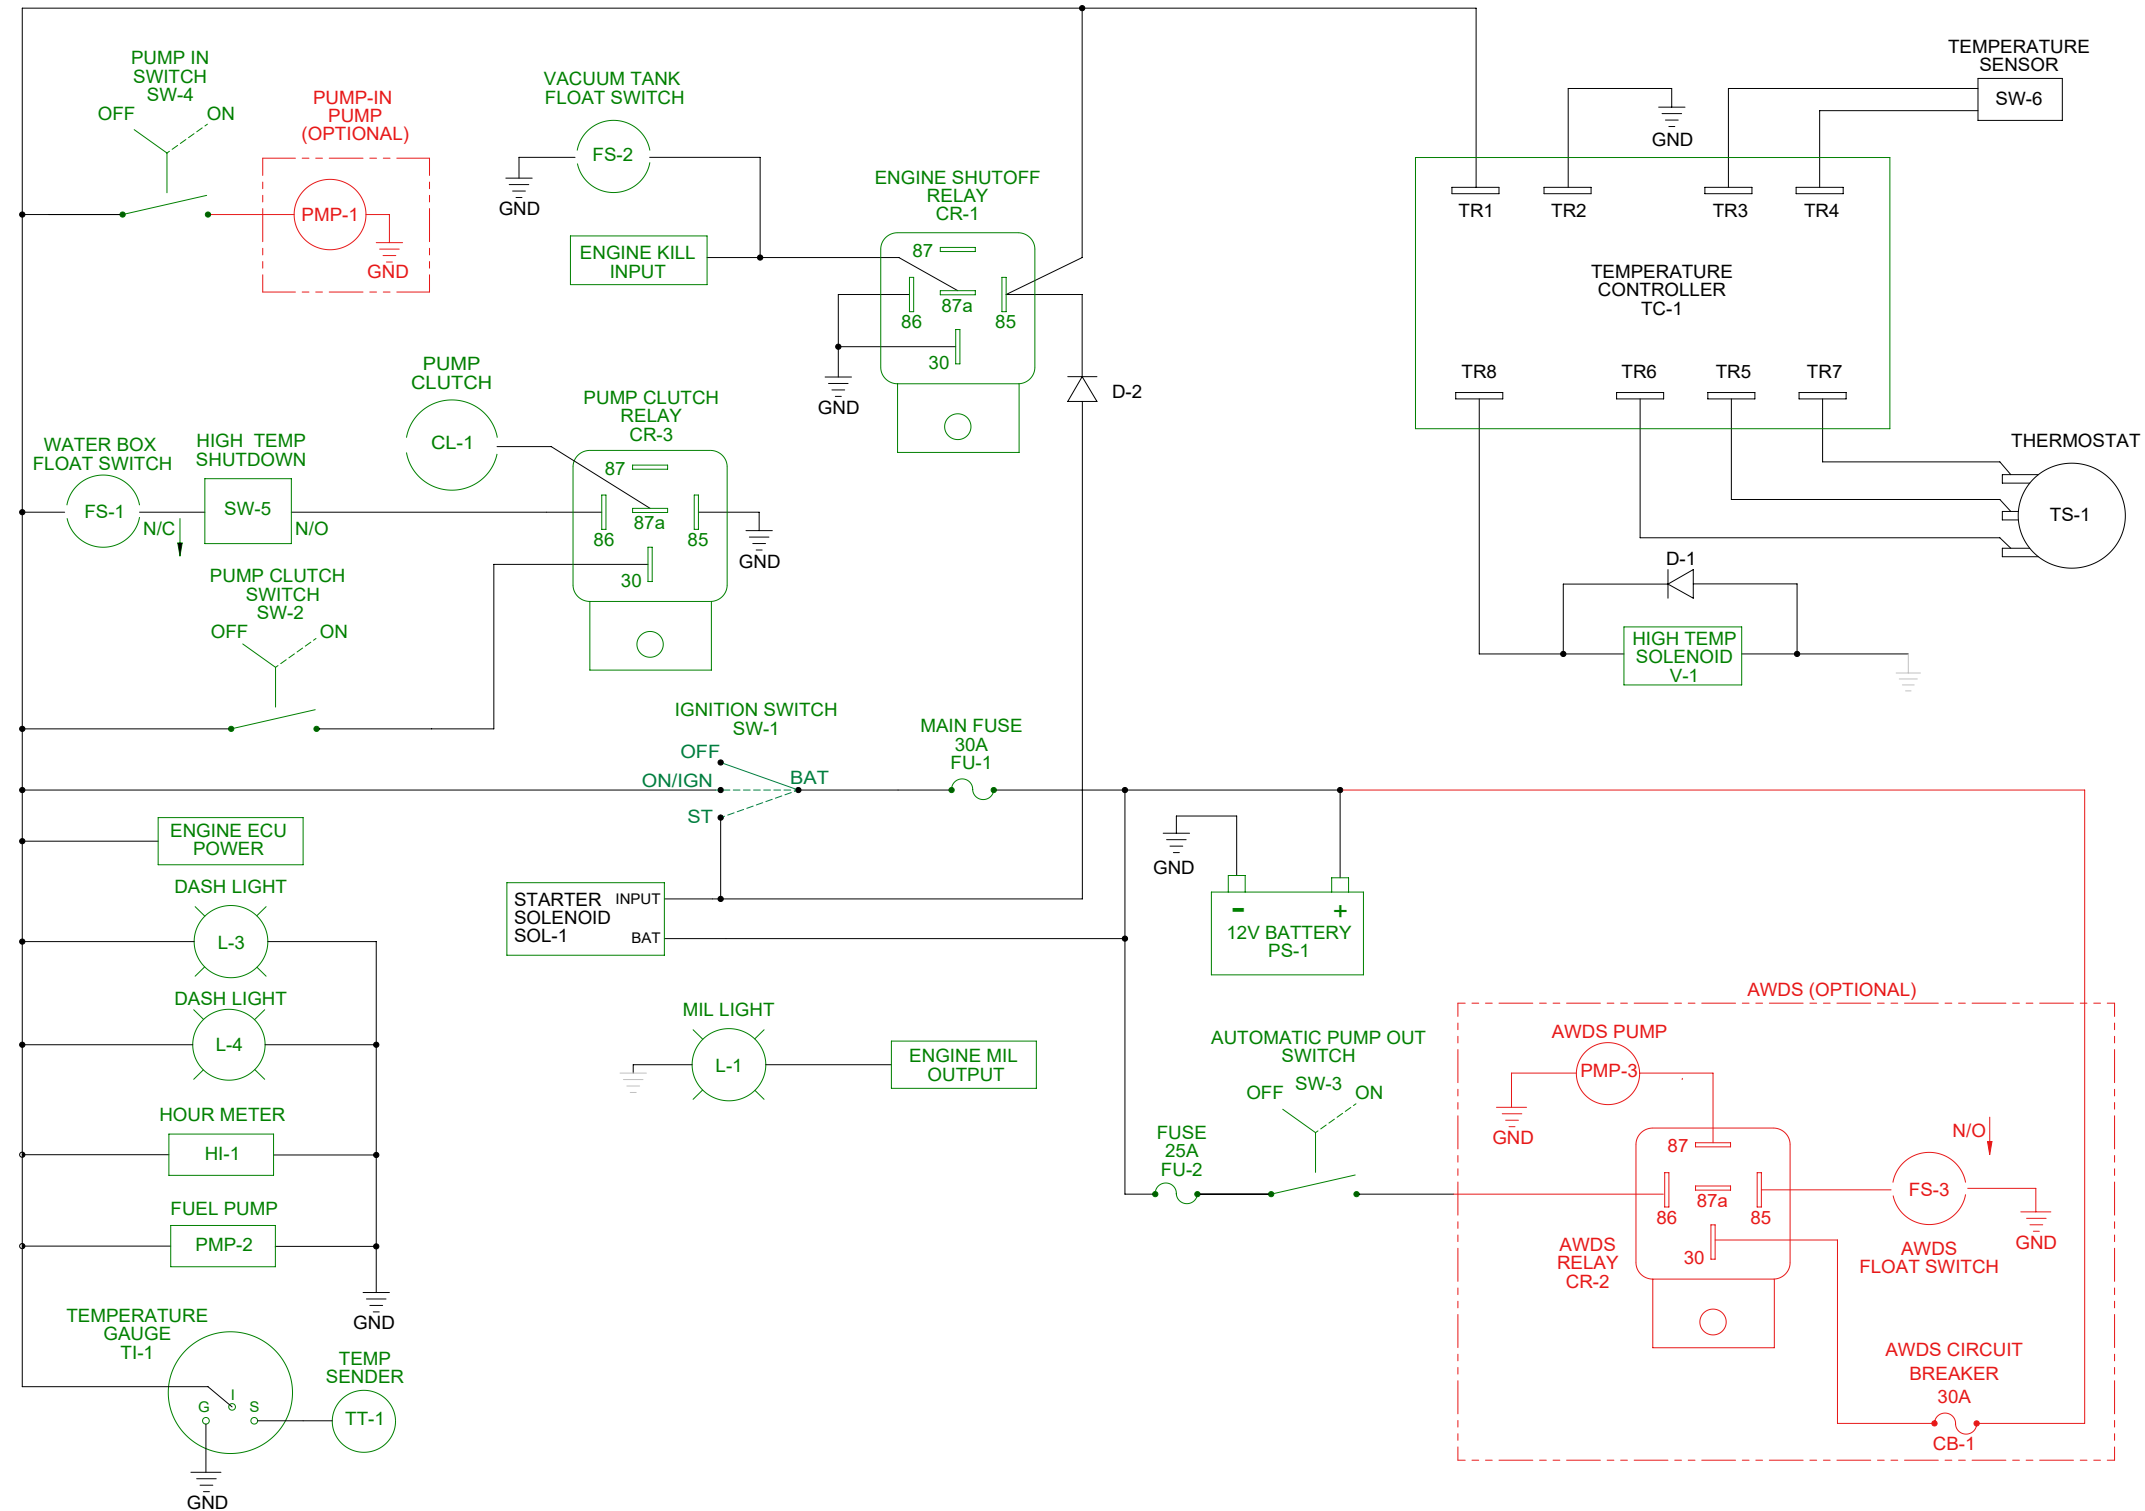 PUMP IN
SWITCH
SW-4
OFF
ON
PUMP-IN
PUMP
(OPTIONAL)
PMP-1
GND
VACUUM TANK
FLOAT SWITCH
FS-2
GND
ENGINE KILL
INPUT
ENGINE SHUTOFF
RELAY
CR-1
87
86
87a
85
30
GND
D-2
TEMPERATURE
SENSOR
SW-6
GND
TR1
TR2
TR3
TR4
TEMPERATURE
CONTROLLER
TC-1
TR8
TR6
TR5
TR7
THERMOSTAT
TS-1
D-1
HIGH TEMP
SOLENOID
V-1
PUMP
CLUTCH
CL-1
PUMP CLUTCH
RELAY
CR-3
87
86
87a
85
30
GND
WATER BOX
FLOAT SWITCH
FS-1
N/C
HIGH TEMP
SHUTDOWN
SW-5
N/O
PUMP CLUTCH
SWITCH
SW-2
OFF
ON
IGNITION SWITCH
SW-1
OFF
ON/IGN
BAT
ST
MAIN FUSE
30A
FU-1
ENGINE ECU
POWER
DASH LIGHT
L-3
DASH LIGHT
L-4
HOUR METER
HI-1
FUEL PUMP
PMP-2
GND
TEMPERATURE
GAUGE
TI-1
I
G
S
GND
TEMP
SENDER
TT-1
STARTER
SOLENOID
SOL-1
INPUT
BAT
GND
-
+
12V BATTERY
PS-1
MIL LIGHT
L-1
ENGINE MIL
OUTPUT
AUTOMATIC PUMP OUT
SWITCH
SW-3
OFF
ON
FUSE
25A
FU-2
AWDS (OPTIONAL)
AWDS PUMP
PMP-3
GND
87
86
87a
85
30
AWDS
RELAY
CR-2
N/O
FS-3
GND
AWDS
FLOAT SWITCH
AWDS CIRCUIT
BREAKER
30A
CB-1